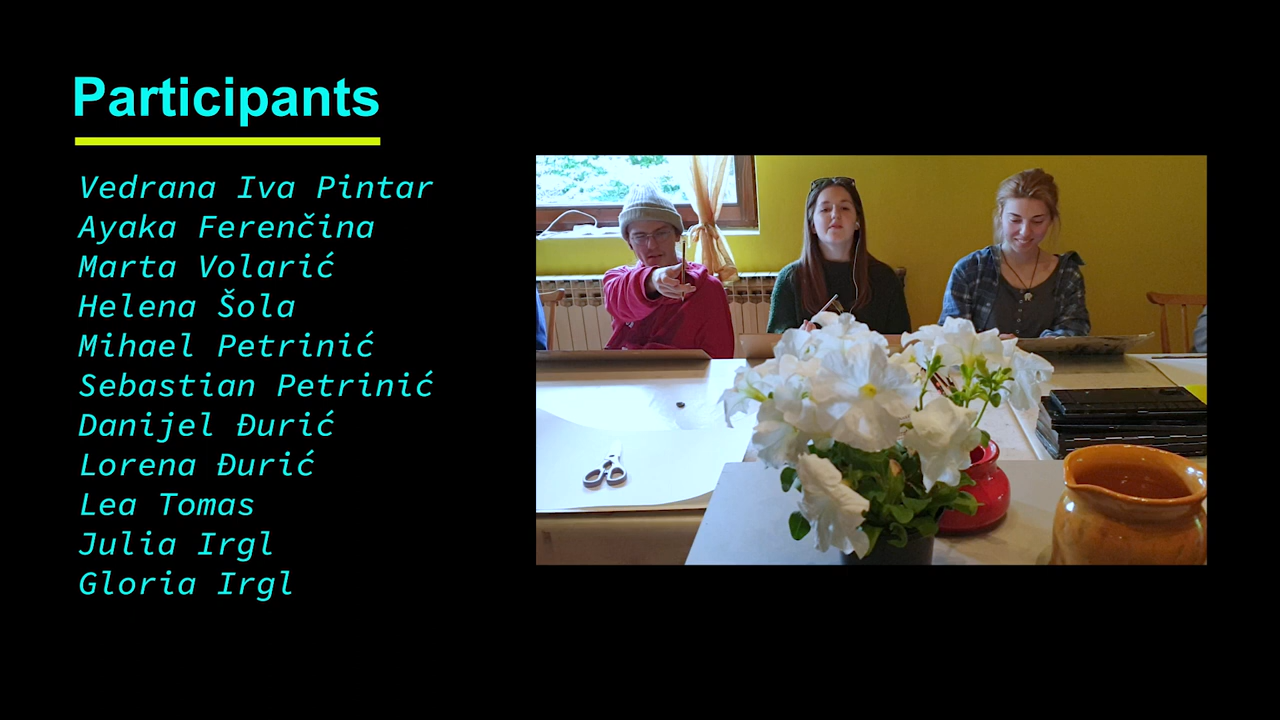 Participants
Vedrana Iva Pintar
Ayaka Ferenčina
Marta Volarić
Helena Šola
Mihael Petrinić
Sebastian Petrinić
Danijel Đurić
Lorena Đurić
Lea Tomas
Julia Irgl
Gloria Irgl